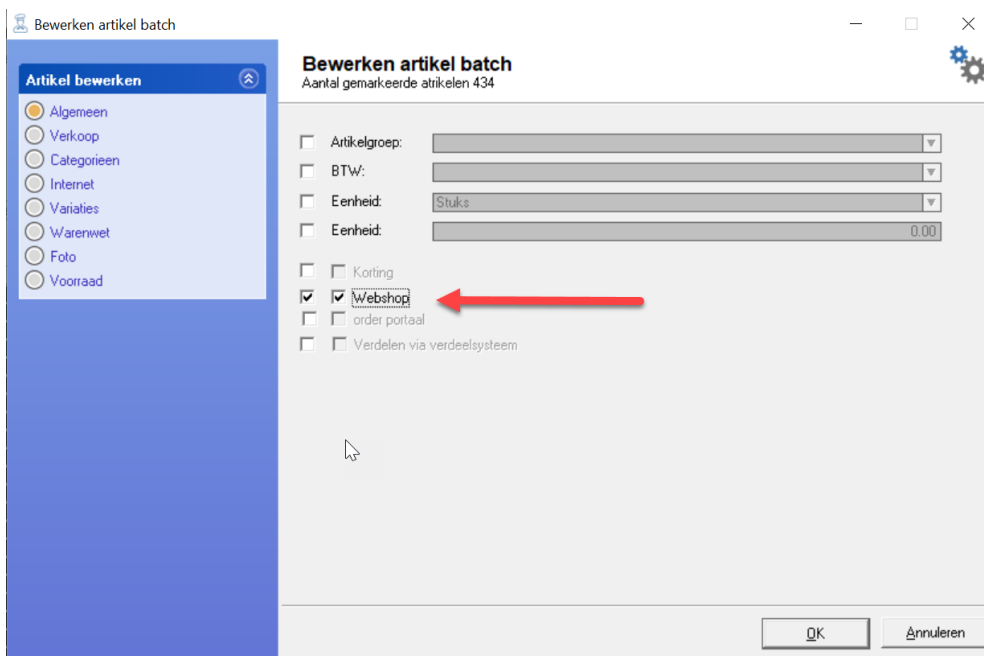 Bewerken artikel batch
Artikel bewerken
Algemeen
Verkoop
Categorieen
Internet
Variaties
Warenwet
Foto
Voorraad
Bewerken artikel batch
Aantal gemarkeerde atrikelen 434
Artikelgroep:
BTW:
Eenheid: Stuks
Eenheid: 0.00
Korting
Webshop
order portaal
Verdelen via verdeelsysteem
OK Annuleren